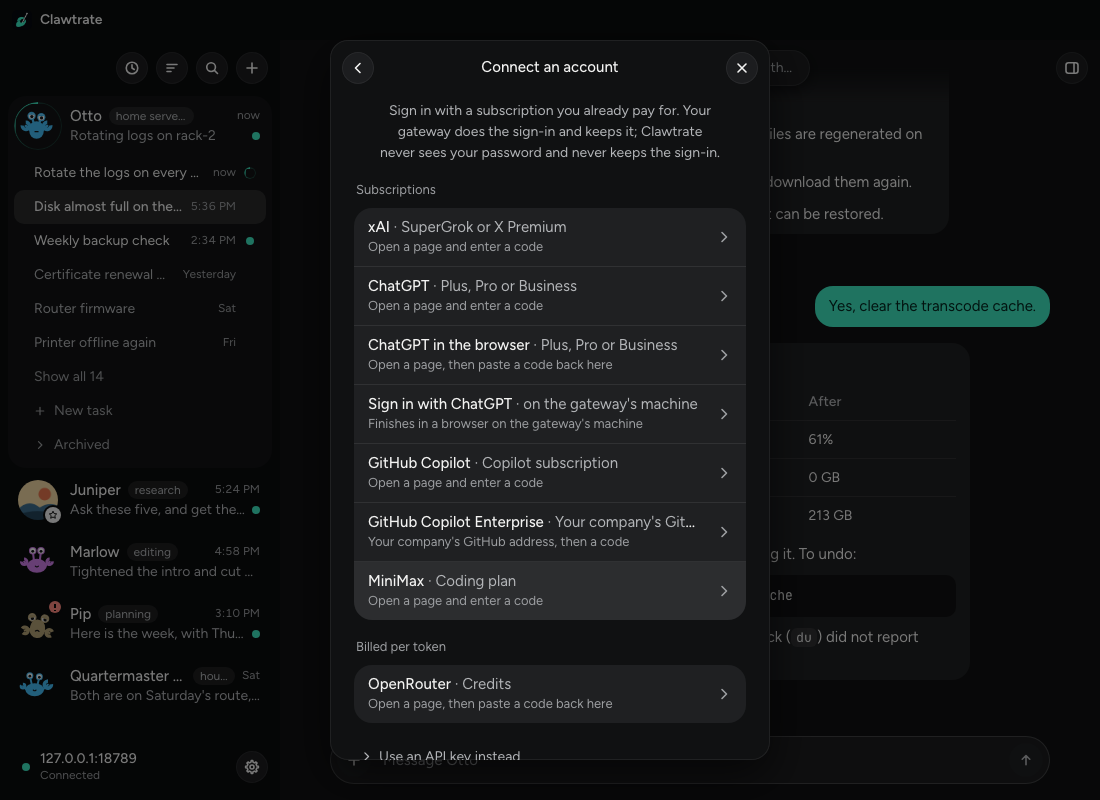 Clawtrate
Otto
home serve...
now
Rotating logs on rack-2
Rotate the logs on every ...
now
Disk almost full on the...
5:36 PM
Weekly backup check
2:34 PM
Certificate renewal ...
Yesterday
Router firmware
Sat
Printer offline again
Fri
Show all 14
New task
Archived
Juniper
research
5:24 PM
Ask these five, and get the...
Marlow
editing
4:58 PM
Tightened the intro and cut ...
Pip
planning
3:10 PM
Here is the week, with Thu...
Quartermaster ...
hou...
Sat
Both are on Saturday's route,...
127.0.0.1:18789
Connected
Connect an account
Sign in with a subscription you already pay for. Your
gateway does the sign-in and keeps it; Clawtrate
never sees your password and never keeps the sign-in.
Subscriptions
xAI · SuperGrok or X Premium
Open a page and enter a code
ChatGPT · Plus, Pro or Business
Open a page and enter a code
ChatGPT in the browser · Plus, Pro or Business
Open a page, then paste a code back here
Sign in with ChatGPT · on the gateway's machine
Finishes in a browser on the gateway's machine
GitHub Copilot · Copilot subscription
Open a page and enter a code
GitHub Copilot Enterprise · Your company's Git...
Your company's GitHub address, then a code
MiniMax · Coding plan
Open a page and enter a code
Billed per token
OpenRouter · Credits
Open a page, then paste a code back here
Use an API key instead
th...
are regenerated on
download them again.
can be restored.
Yes, clear the transcode cache.
After
61%
0 GB
213 GB
it. To undo:
( du ) did not report
Message Otto